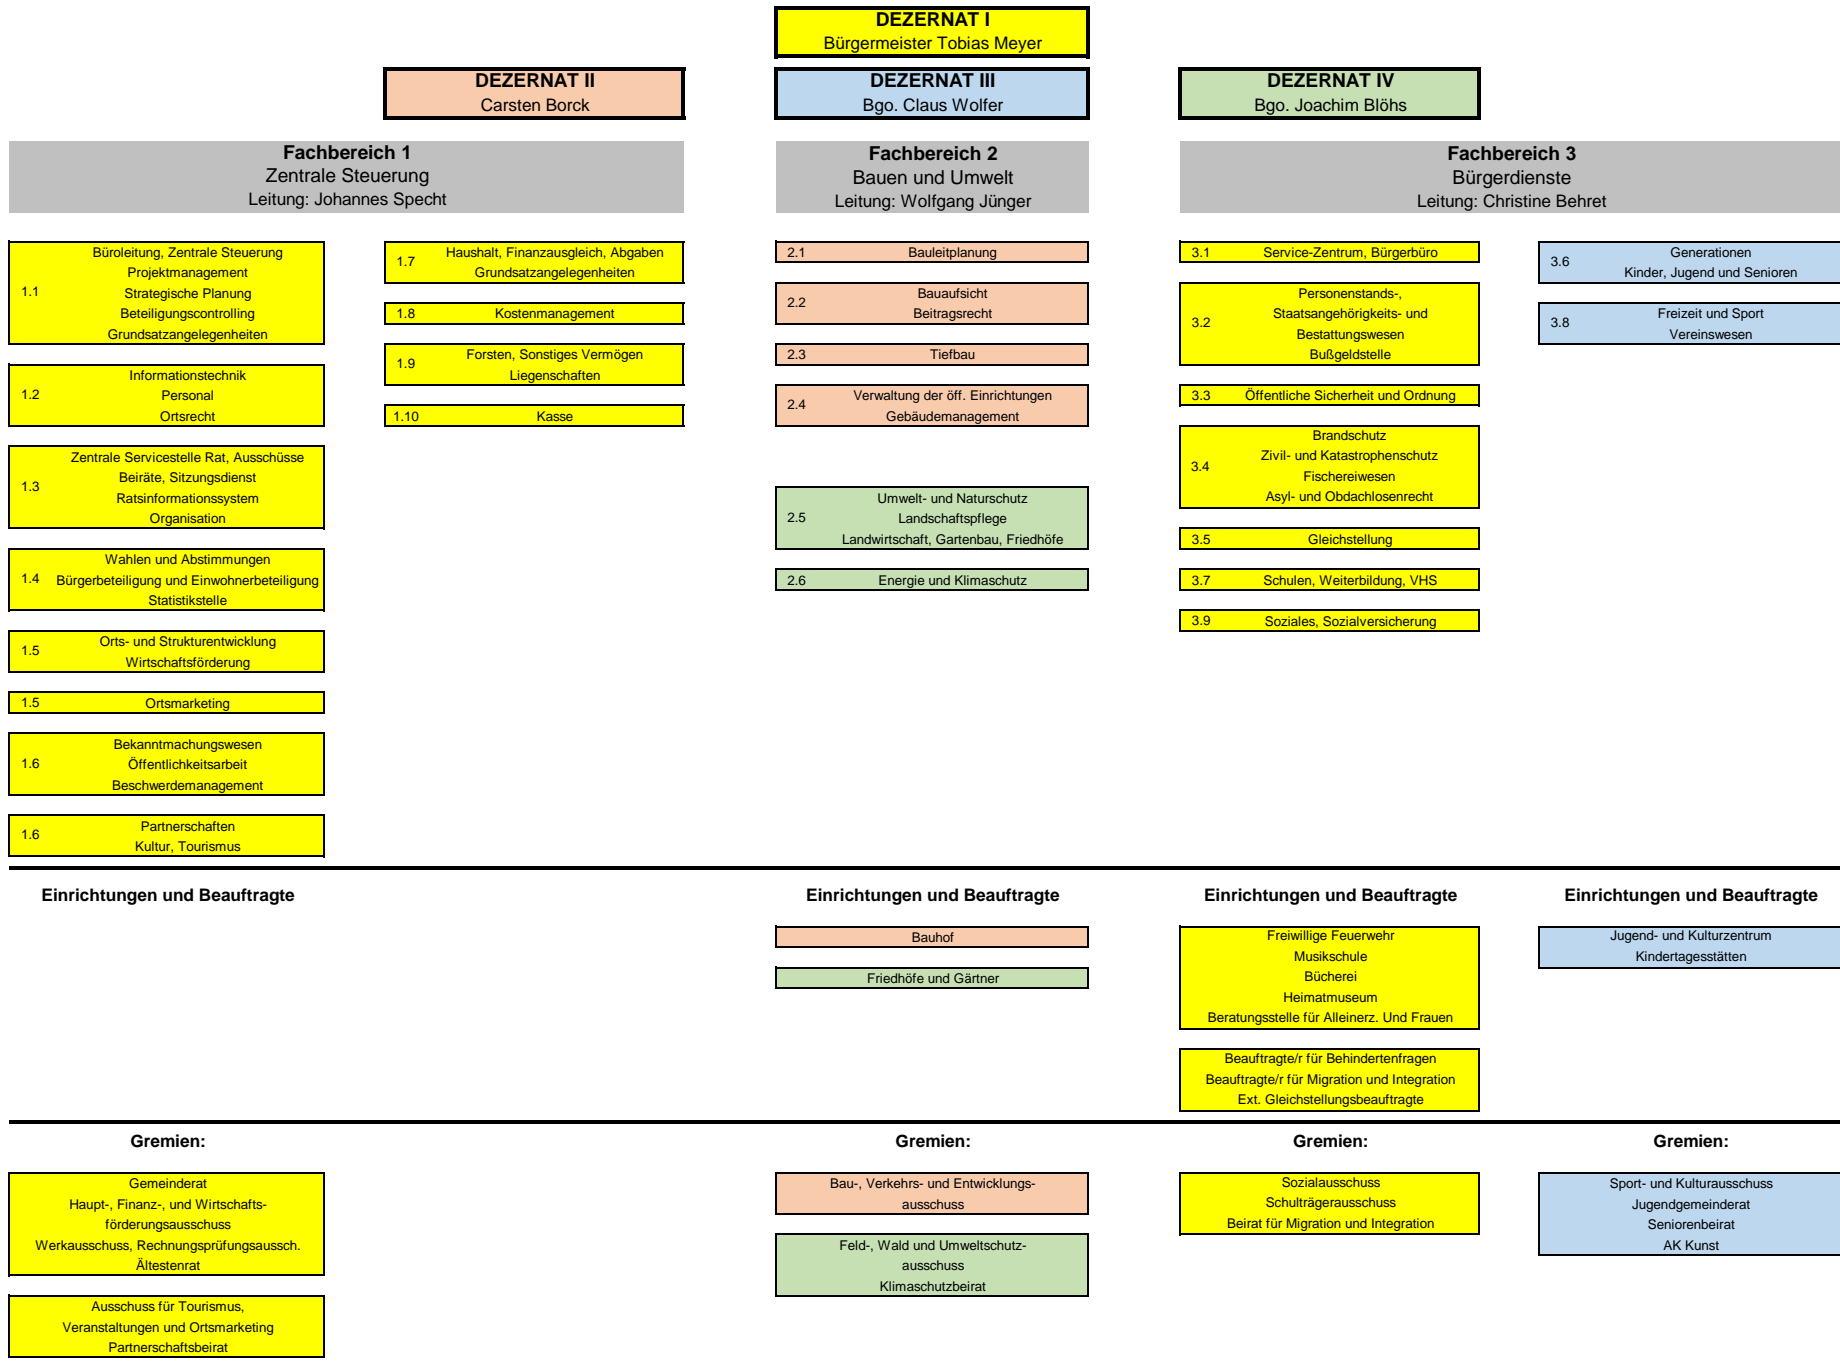 DEZERNAT I
Bürgermeister Tobias Meyer
DEZERNAT II
Carsten Borck
DEZERNAT III
Bgo. Claus Wolfer
DEZERNAT IV
Bgo. Joachim Blöhs
Fachbereich 1
Zentrale Steuerung
Leitung: Johannes Specht
Fachbereich 2
Bauen und Umwelt
Leitung: Wolfgang Jünger
Fachbereich 3
Bürgerdienste
Leitung: Christine Behret
1.1
Büroleitung, Zentrale Steuerung
Projektmanagement
Strategische Planung
Beteiligungscontrolling
Grundsatzangelegenheiten
1.2
Informationstechnik
Personal
Ortsrecht
1.3
Zentrale Servicestelle Rat, Ausschüsse
Beiräte, Sitzungsdienst
Ratsinformationssystem
Organisation
1.4
Wahlen und Abstimmungen
Bürgerbeteiligung und Einwohnerbeteiligung
Statistikstelle
1.5
Orts- und Strukturentwicklung
Wirtschaftsförderung
1.5 Ortsmarketing
1.6
Bekanntmachungswesen
Öffentlichkeitsarbeit
Beschwerdemanagement
1.6
Partnerschaften
Kultur, Tourismus
1.7
Haushalt, Finanzausgleich, Abgaben
Grundsatzangelegenheiten
1.8 Kostenmanagement
1.9
Forsten, Sonstiges Vermögen
Liegenschaften
1.10 Kasse
2.1 Bauleitplanung
2.2
Bauaufsicht
Beitragsrecht
2.3 Tiefbau
2.4
Verwaltung der öff. Einrichtungen
Gebäudemanagement
2.5
Umwelt- und Naturschutz
Landschaftspflege
Landwirtschaft, Gartenbau, Friedhöfe
2.6 Energie und Klimaschutz
3.1 Service-Zentrum, Bürgerbüro
3.2
Personenstands-,
Staatsangehörigkeits- und
Bestattungswesen
Bußgeldstelle
3.3 Öffentliche Sicherheit und Ordnung
3.4
Brandschutz
Zivil- und Katastrophenschutz
Fischereiwesen
Asyl- und Obdachlosenrecht
3.5 Gleichstellung
3.7 Schulen, Weiterbildung, VHS
3.9 Soziales, Sozialversicherung
3.6
Generationen
Kinder, Jugend und Senioren
3.8
Freizeit und Sport
Vereinswesen
Einrichtungen und Beauftragte
Einrichtungen und Beauftragte
Bauhof
Friedhöfe und Gärtner
Einrichtungen und Beauftragte
Freiwillige Feuerwehr
Musikschule
Bücherei
Heimatmuseum
Beratungsstelle für Alleinerz. Und Frauen
Beauftragte/r für Behindertenfragen
Beauftragte/r für Migration und Integration
Ext. Gleichstellungsbeauftragte
Einrichtungen und Beauftragte
Jugend- und Kulturzentrum
Kindertagesstätten
Gremien:
Gemeinderat
Haupt-, Finanz-, und Wirtschafts-
förderungsausschuss
Werkausschuss, Rechnungsprüfungsaussch.
Ältestenrat
Ausschuss für Tourismus,
Veranstaltungen und Ortsmarketing
Partnerschaftsbeirat
Gremien:
Bau-, Verkehrs- und Entwicklungs-
ausschuss
Feld-, Wald und Umweltschutz-
ausschuss
Klimaschutzbeirat
Gremien:
Sozialausschuss
Schulträgerausschuss
Beirat für Migration und Integration
Gremien:
Sport- und Kulturausschuss
Jugendgemeinderat
Seniorenbeirat
AK Kunst